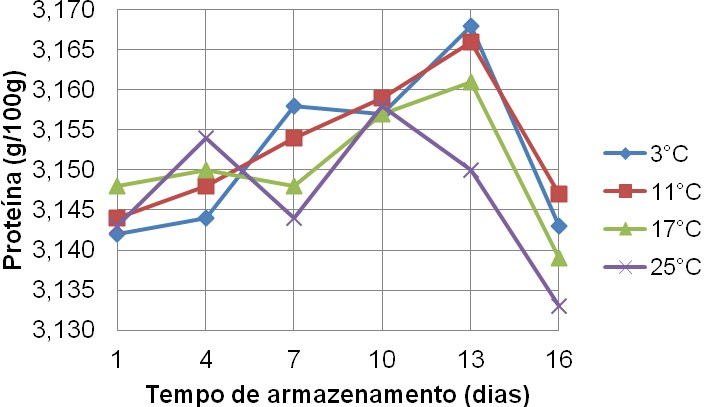 3,170
3,165
3,160
3,155
3,150
3,145
3,140
3,135
3,130
Proteína (g/100g)
1 4 7 10 13 16
Tempo de armazenamento (dias)
3°C
11°C
17°C
25°C